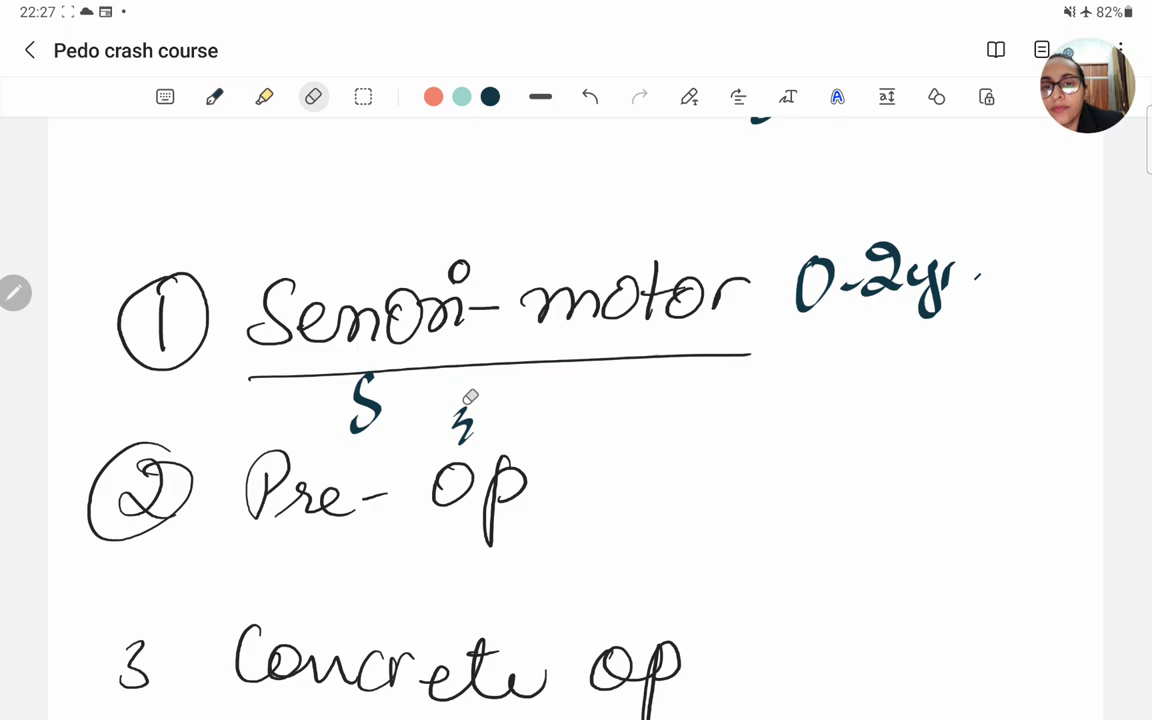 22:27 82%
Pedo crash course
① Sensori-motor 0-2yr.
S
② Pre-op
3 Concrete op